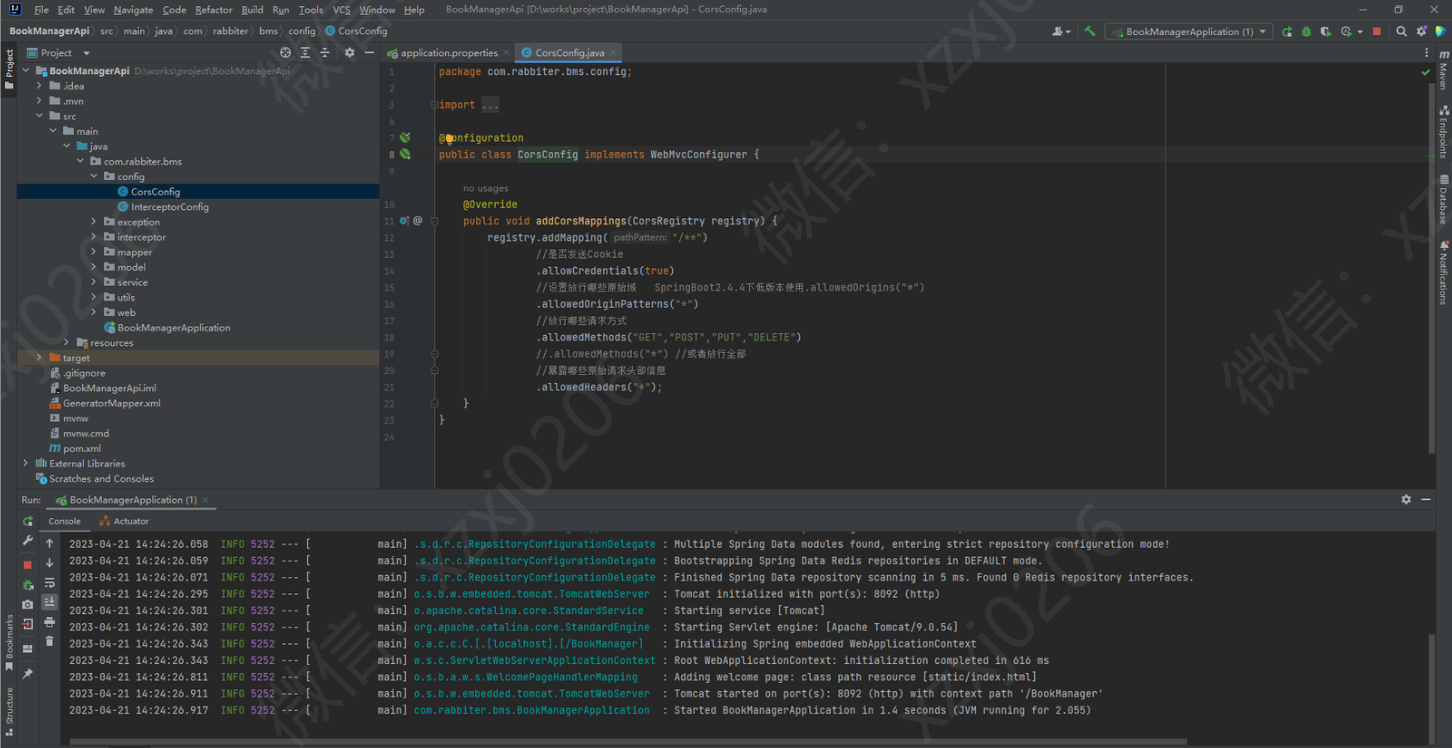 File Edit View Navigate Code Refactor Build Run Tools VCS Window Help BookManagerApi [D:\works\project\BookManagerApi] - CorsConfig.java
BookManagerApi › src › main › java › com › rabbiter › bms › config › CorsConfig
BookManagerApplication (1)
Project
application.properties
CorsConfig.java
BookManagerApi D:\works\project\BookManagerApi
.idea
.mvn
src
main
java
com.rabbiter.bms
config
CorsConfig
InterceptorConfig
exception
interceptor
mapper
model
service
utils
web
BookManagerApplication
resources
target
.gitignore
BookManagerApi.iml
GeneratorMapper.xml
mvnw
mvnw.cmd
pom.xml
External Libraries
Scratches and Consoles
1 package com.rabbiter.bms.config;
2
3 import ...
6
7 @Configuration
8 public class CorsConfig implements WebMvcConfigurer {
9
no usages
10 @Override
11 public void addCorsMappings(CorsRegistry registry) {
12 registry.addMapping( pathPattern: "/**")
13 //是否发送Cookie
14 .allowCredentials(true)
15 //设置放行哪些原始域 SpringBoot2.4.4下低版本使用.allowedOrigins("*")
16 .allowedOriginPatterns("*")
17 //放行哪些请求方式
18 .allowedMethods("GET","POST","PUT","DELETE")
19 //.allowedMethods("*") //或者放行全部
20 //暴露哪些原始请求头部信息
21 .allowedHeaders("*");
22 }
23 }
24
Project
Bookmarks
Structure
Maven
Endpoints
Database
Notifications
Run: BookManagerApplication (1)
Console Actuator
2023-04-21 14:24:26.058 INFO 5252 --- [ main] .s.d.r.c.RepositoryConfigurationDelegate : Multiple Spring Data modules found, entering strict repository configuration mode!
2023-04-21 14:24:26.059 INFO 5252 --- [ main] .s.d.r.c.RepositoryConfigurationDelegate : Bootstrapping Spring Data Redis repositories in DEFAULT mode.
2023-04-21 14:24:26.071 INFO 5252 --- [ main] .s.d.r.c.RepositoryConfigurationDelegate : Finished Spring Data repository scanning in 5 ms. Found 0 Redis repository interfaces.
2023-04-21 14:24:26.295 INFO 5252 --- [ main] o.s.b.w.embedded.tomcat.TomcatWebServer : Tomcat initialized with port(s): 8092 (http)
2023-04-21 14:24:26.301 INFO 5252 --- [ main] o.apache.catalina.core.StandardService : Starting service [Tomcat]
2023-04-21 14:24:26.302 INFO 5252 --- [ main] org.apache.catalina.core.StandardEngine : Starting Servlet engine: [Apache Tomcat/9.0.54]
2023-04-21 14:24:26.343 INFO 5252 --- [ main] o.a.c.c.C.[.[localhost].[/BookManager] : Initializing Spring embedded WebApplicationContext
2023-04-21 14:24:26.343 INFO 5252 --- [ main] w.s.c.ServletWebServerApplicationContext : Root WebApplicationContext: initialization completed in 616 ms
2023-04-21 14:24:26.811 INFO 5252 --- [ main] o.s.b.a.w.s.WelcomePageHandlerMapping : Adding welcome page: class path resource [static/index.html]
2023-04-21 14:24:26.911 INFO 5252 --- [ main] o.s.b.w.embedded.tomcat.TomcatWebServer : Tomcat started on port(s): 8092 (http) with context path '/BookManager'
2023-04-21 14:24:26.917 INFO 5252 --- [ main] com.rabbiter.bms.BookManagerApplication : Started BookManagerApplication in 1.4 seconds (JVM running for 2.055)
微信：xzxj0206